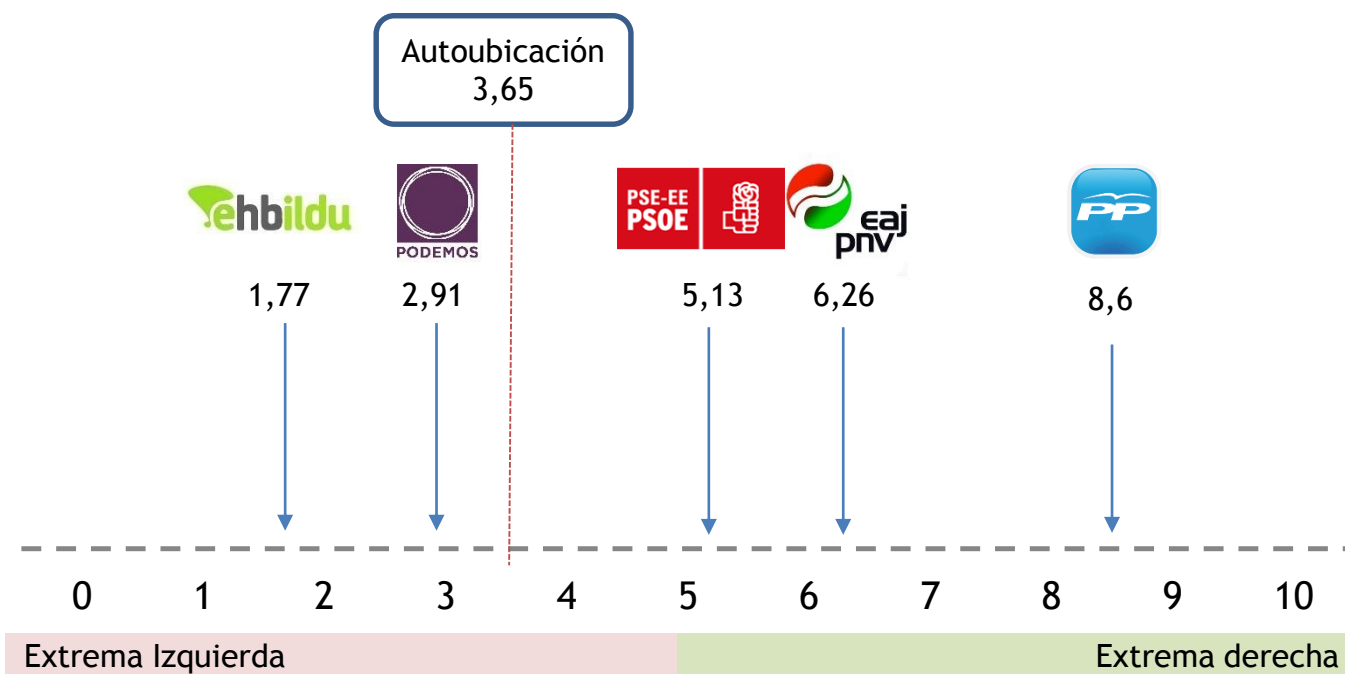 Autoubicación
3,65
ehbildu
PODEMOS
PSE-EE
PSOE
eaj
pnv
PP
1,77
2,91
5,13
6,26
8,6
0 1 2 3 4 5 6 7 8 9 10
Extrema Izquierda
Extrema derecha